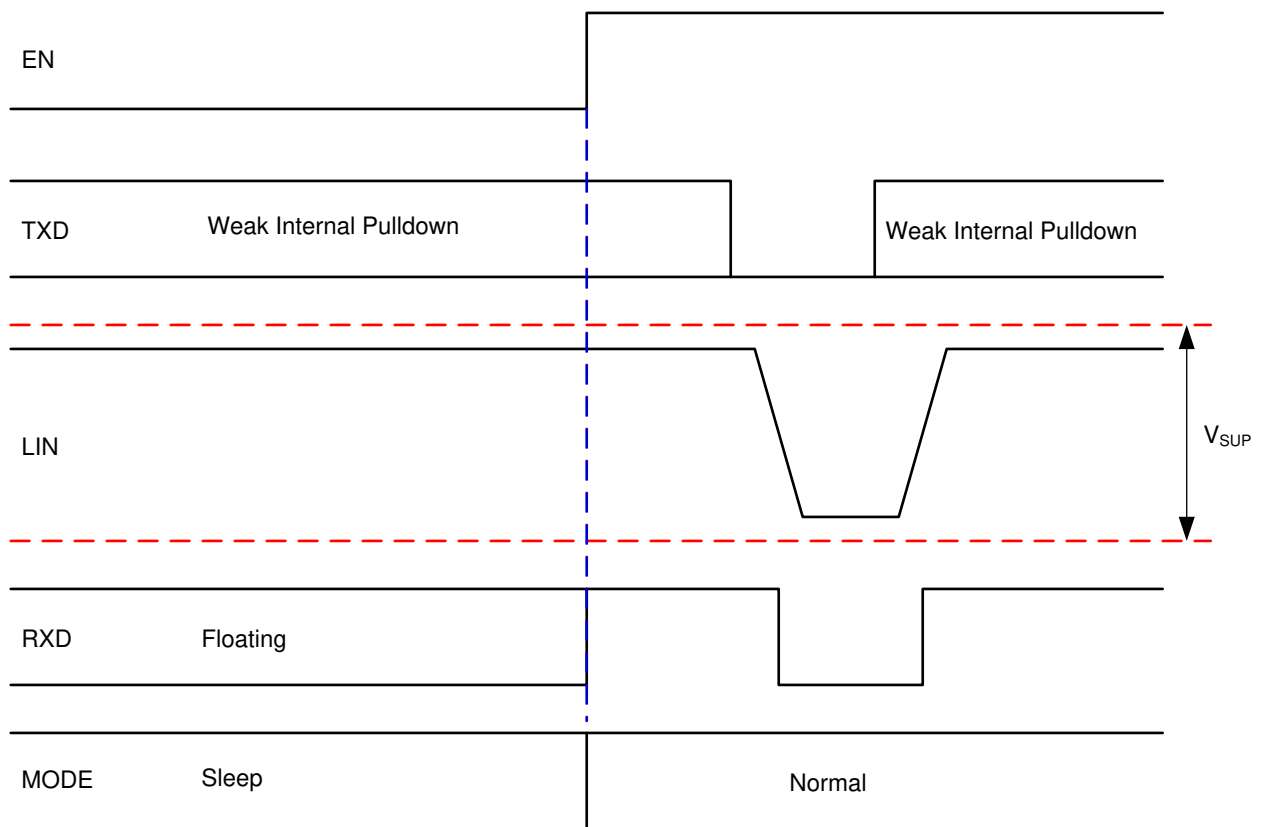 EN
TXD
Weak Internal Pulldown
Weak Internal Pulldown
LIN
VSUP
RXD
Floating
MODE
Sleep
Normal